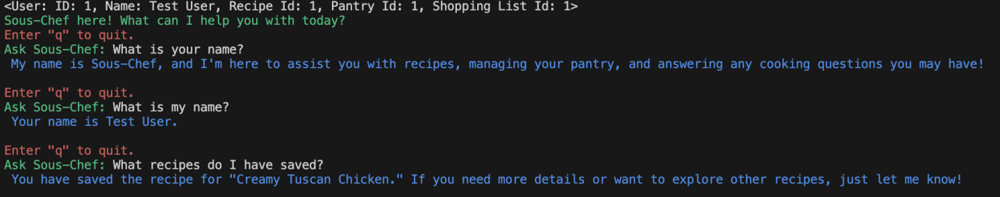 <User: ID: 1, Name: Test User, Recipe Id: 1, Pantry Id: 1, Shopping List Id: 1>
Sous-Chef here! What can I help you with today?
Enter "q" to quit.
Ask Sous-Chef: What is your name?
My name is Sous-Chef, and I'm here to assist you with recipes, managing your pantry, and answering any cooking questions you may have!
Enter "q" to quit.
Ask Sous-Chef: What is my name?
Your name is Test User.
Enter "q" to quit.
Ask Sous-Chef: What recipes do I have saved?
You have saved the recipe for "Creamy Tuscan Chicken." If you need more details or want to explore other recipes, just let me know!